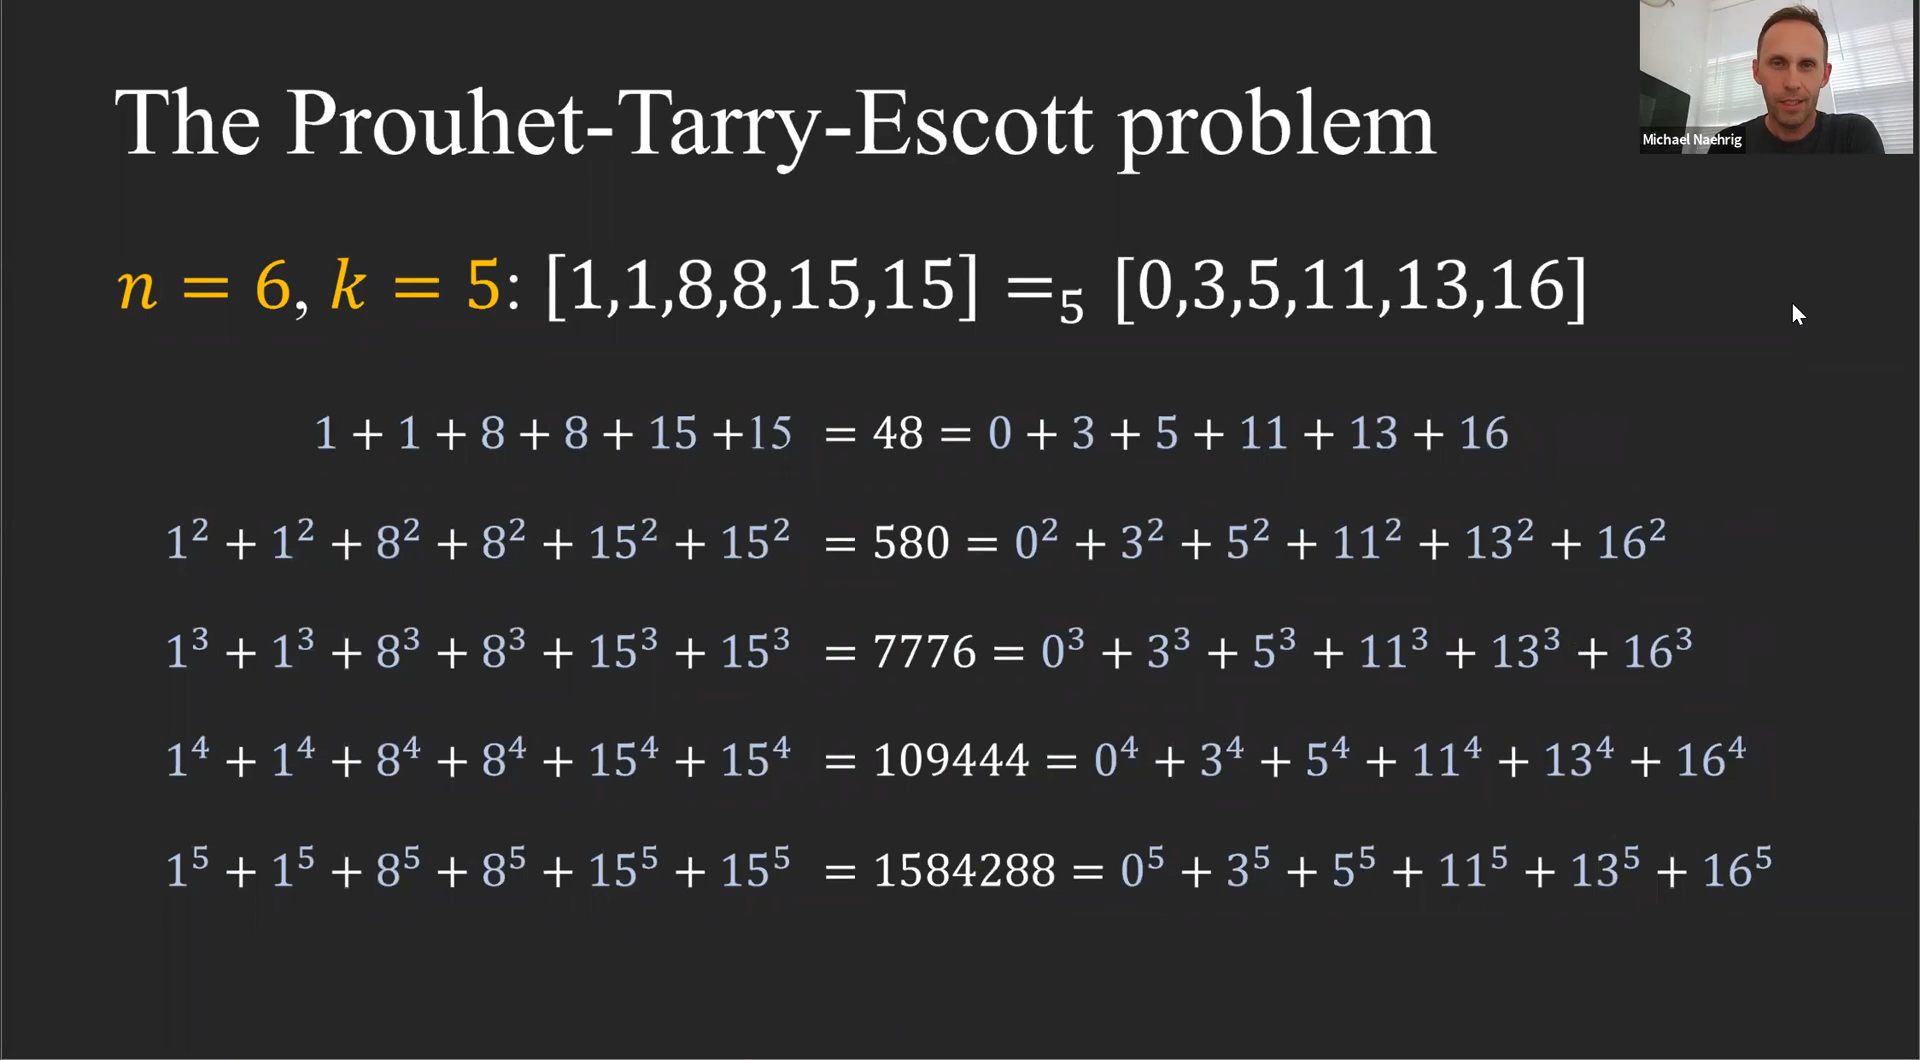 The Prouhet-Tarry-Escott problem
Michael Naehrig
n = 6, k = 5: [1,1,8,8,15,15] =₅ [0,3,5,11,13,16]
1 + 1 + 8 + 8 + 15 +15 = 48 = 0 + 3 + 5 + 11 + 13 + 16
1² + 1² + 8² + 8² + 15² + 15² = 580 = 0² + 3² + 5² + 11² + 13² + 16²
1³ + 1³ + 8³ + 8³ + 15³ + 15³ = 7776 = 0³ + 3³ + 5³ + 11³ + 13³ + 16³
1⁴ + 1⁴ + 8⁴ + 8⁴ + 15⁴ + 15⁴ = 109444 = 0⁴ + 3⁴ + 5⁴ + 11⁴ + 13⁴ + 16⁴
1⁵ + 1⁵ + 8⁵ + 8⁵ + 15⁵ + 15⁵ = 1584288 = 0⁵ + 3⁵ + 5⁵ + 11⁵ + 13⁵ + 16⁵